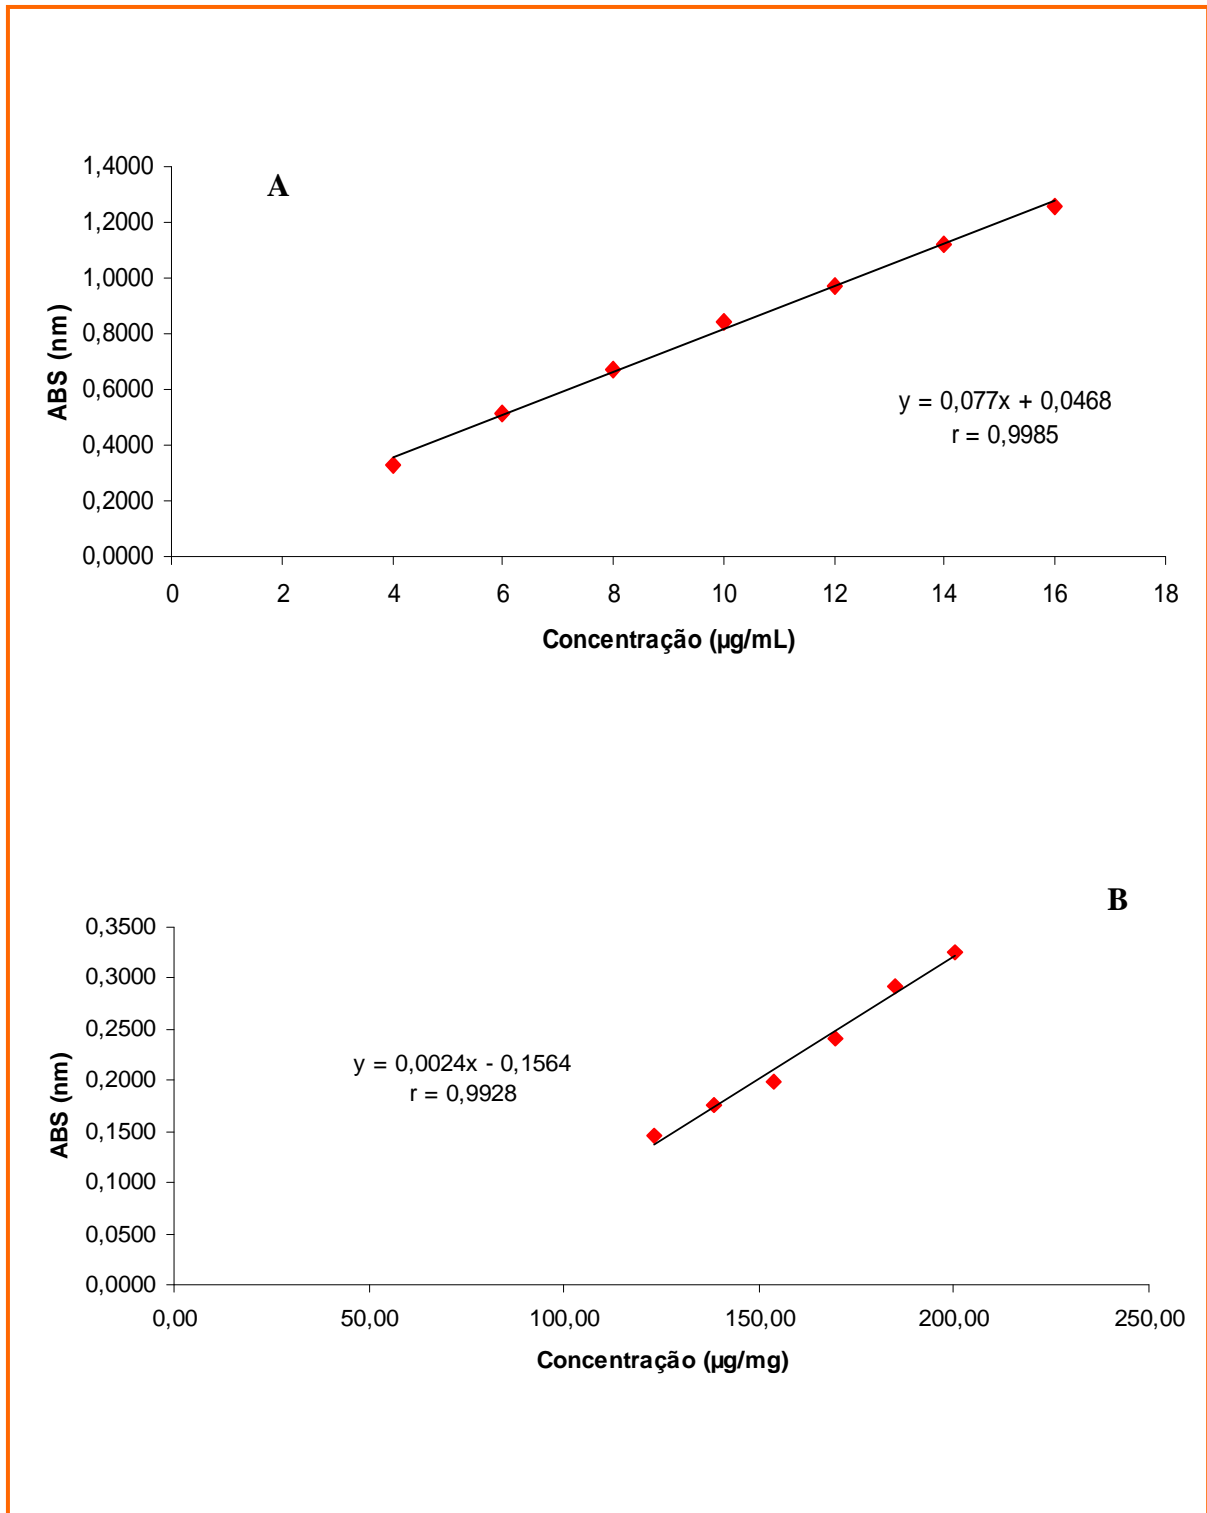 A
1,4000
1,2000
1,0000
0,8000
0,6000
0,4000
0,2000
0,0000
ABS (nm)
y = 0,077x + 0,0468
r = 0,9985
0 2 4 6 8 10 12 14 16 18
Concentração (µg/mL)
B
0,3500
0,3000
0,2500
0,2000
0,1500
0,1000
0,0500
0,0000
ABS (nm)
y = 0,0024x - 0,1564
r = 0,9928
0,00 50,00 100,00 150,00 200,00 250,00
Concentração (µg/mg)